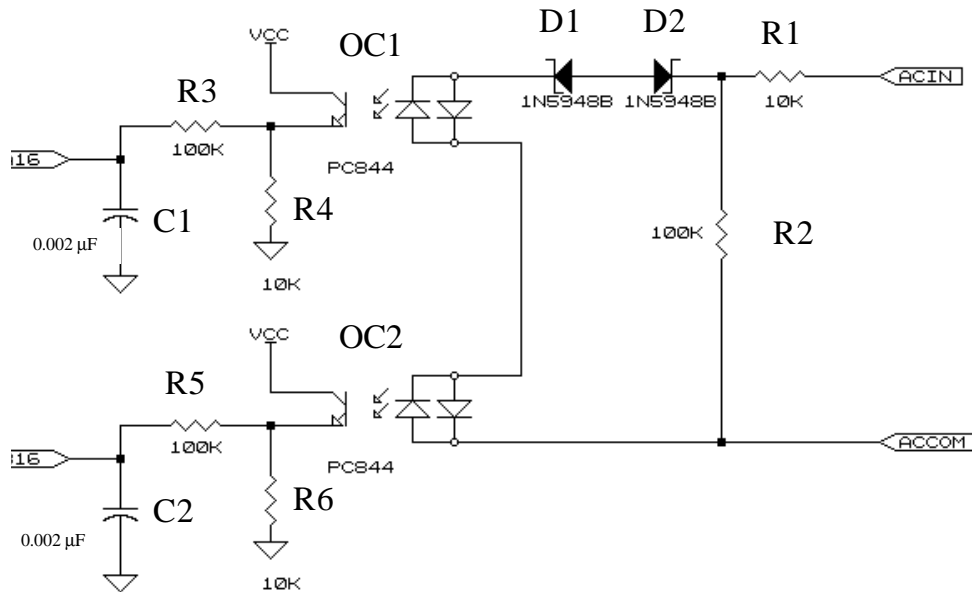 D1 D2
OC1 R1
VCC
R3 ACIN
1N5948B 1N5948B 10K
100K
PC844
R4
C1 100K R2
0.002 µF
10K
OC2
VCC
R5
100K ACCOM
PC844
R6
C2
0.002 µF
10K